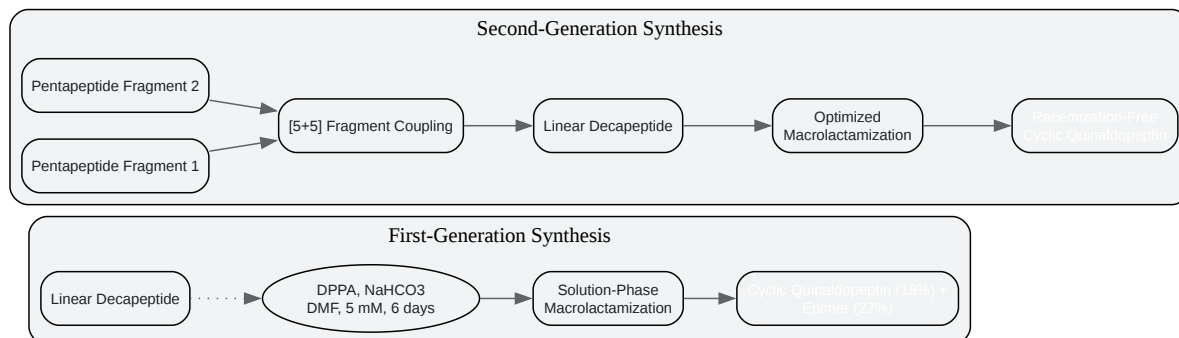 Second-Generation Synthesis
Pentapeptide Fragment 2
Pentapeptide Fragment 1
[5+5] Fragment Coupling
Linear Decapeptide
Optimized
Macrolactamization
Racemization-Free
Cyclic Quinaldopeptin
First-Generation Synthesis
Linear Decapeptide
DPPA, NaHCO3
DMF, 5 mM, 6 days
Solution-Phase
Macrolactamization
Cyclic Quinaldopeptin (18%) +
Epimer (27%)